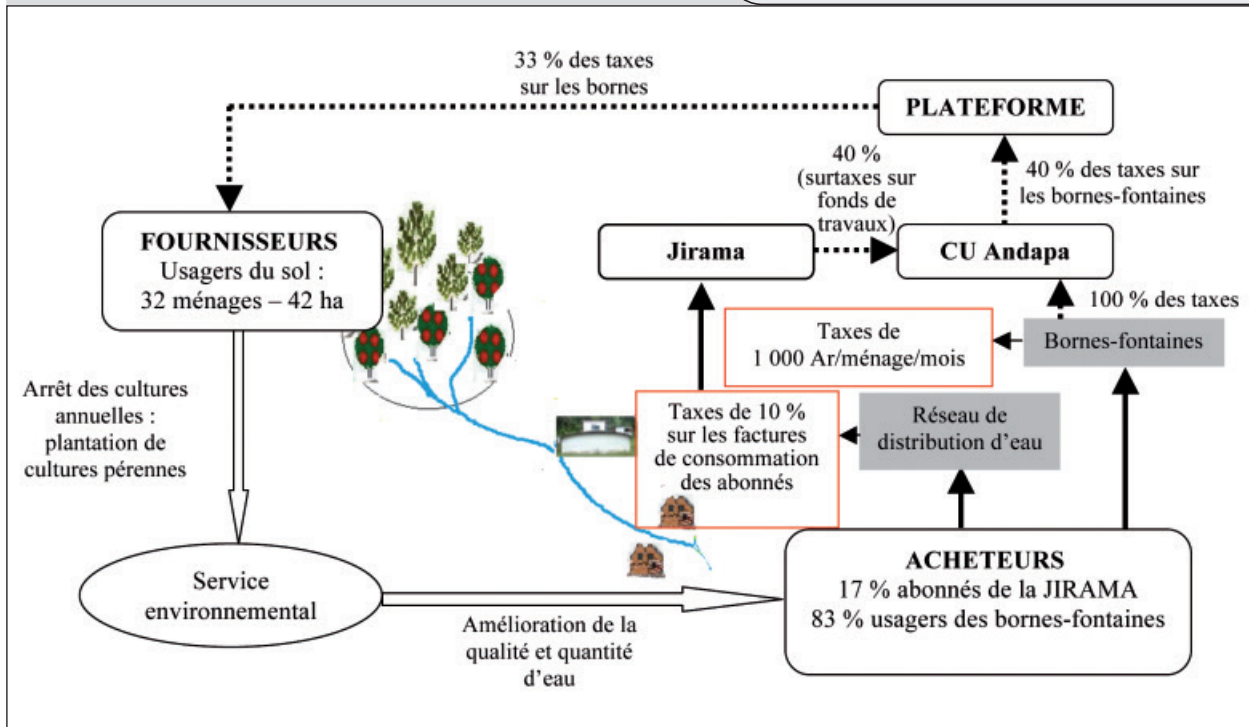 33 % des taxes
sur les bornes
PLATEFORME
40 %
(surtaxes sur
fonds de
travaux)
40 % des taxes sur
les bornes-fontaines
FOURNISSEURS
Usagers du sol :
32 ménages – 42 ha
Jirama
CU Andapa
100 % des taxes
Taxes de
1 000 Ar/ménage/mois
Bornes-fontaines
Arrêt des cultures
annuelles :
plantation de
cultures pérennes
Taxes de 10 %
sur les factures
de consommation
des abonnés
Réseau de
distribution d’eau
Service
environnemental
Amélioration de la
qualité et quantité
d’eau
ACHETEURS
17 % abonnés de la JIRAMA
83 % usagers des bornes-fontaines